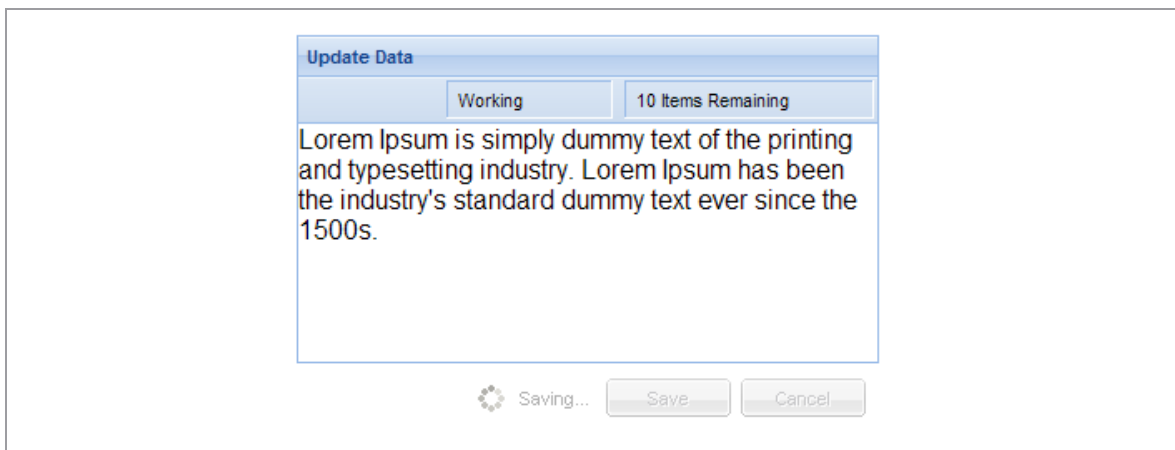 Update Data
Working 10 Items Remaining
Lorem Ipsum is simply dummy text of the printing
and typesetting industry. Lorem Ipsum has been
the industry's standard dummy text ever since the
1500s.
Saving... Save Cancel